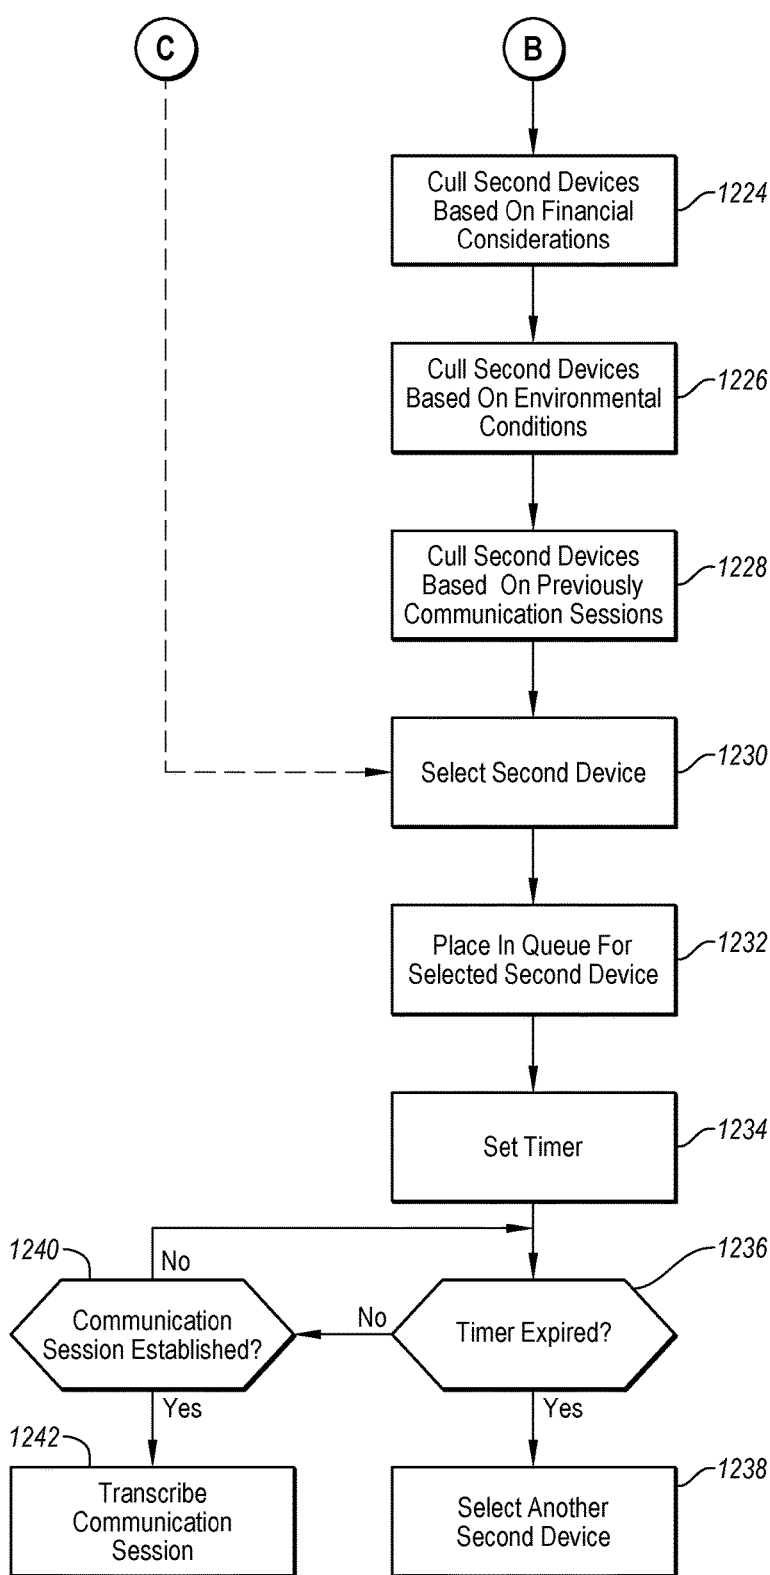 C
B
Cull Second Devices
Based On Financial
Considerations
1224
Cull Second Devices
Based On Environmental
Conditions
1226
Cull Second Devices
Based On Previously
Communication Sessions
1228
Select Second Device
1230
Place In Queue For
Selected Second Device
1232
Set Timer
1234
1240
No
Communication
Session Established?
No
Timer Expired?
1236
Yes
Yes
1242
Transcribe
Communication
Session
Select Another
Second Device
1238